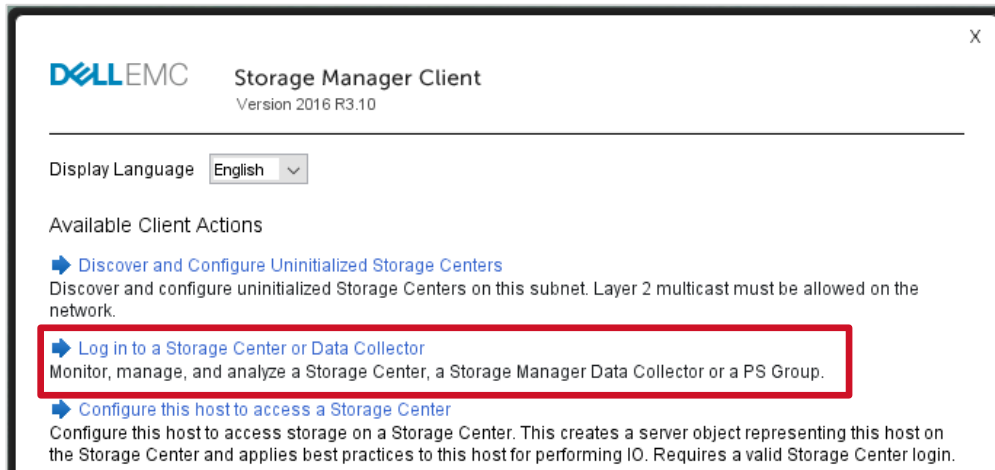 X
DELLEMC Storage Manager Client
Version 2016 R3.10
Display Language English
Available Client Actions
Discover and Configure Uninitialized Storage Centers
Discover and configure uninitialized Storage Centers on this subnet. Layer 2 multicast must be allowed on the
network.
Log in to a Storage Center or Data Collector
Monitor, manage, and analyze a Storage Center, a Storage Manager Data Collector or a PS Group.
Configure this host to access a Storage Center
Configure this host to access storage on a Storage Center. This creates a server object representing this host on
the Storage Center and applies best practices to this host for performing IO. Requires a valid Storage Center login.